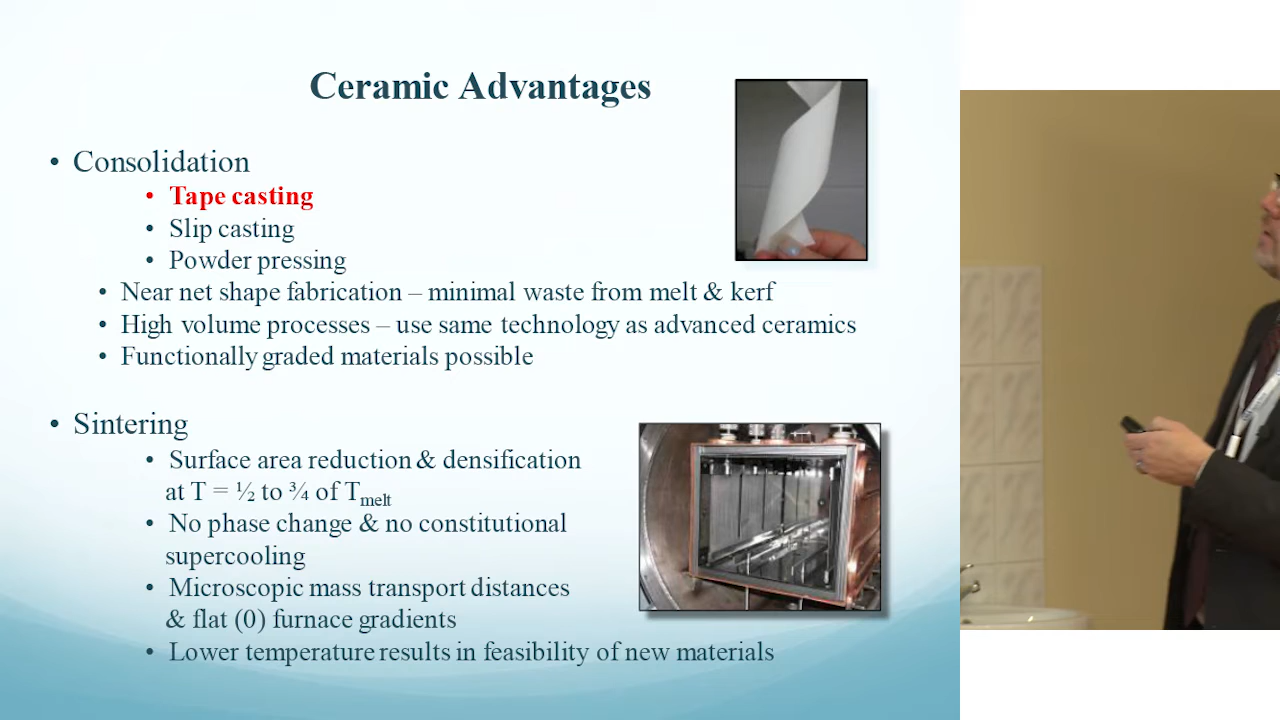 Ceramic Advantages
• Consolidation
• Tape casting
• Slip casting
• Powder pressing
• Near net shape fabrication – minimal waste from melt & kerf
• High volume processes – use same technology as advanced ceramics
• Functionally graded materials possible
• Sintering
• Surface area reduction & densification
at T = ½ to ¾ of Tmelt
• No phase change & no constitutional
supercooling
• Microscopic mass transport distances
& flat (0) furnace gradients
• Lower temperature results in feasibility of new materials